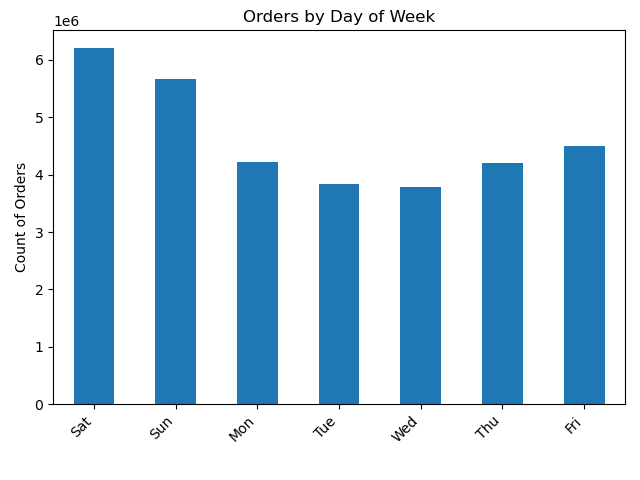 Orders by Day of Week
1e6
6
5
4
3
2
1
0
Count of Orders
Sat
Sun
Mon
Tue
Wed
Thu
Fri